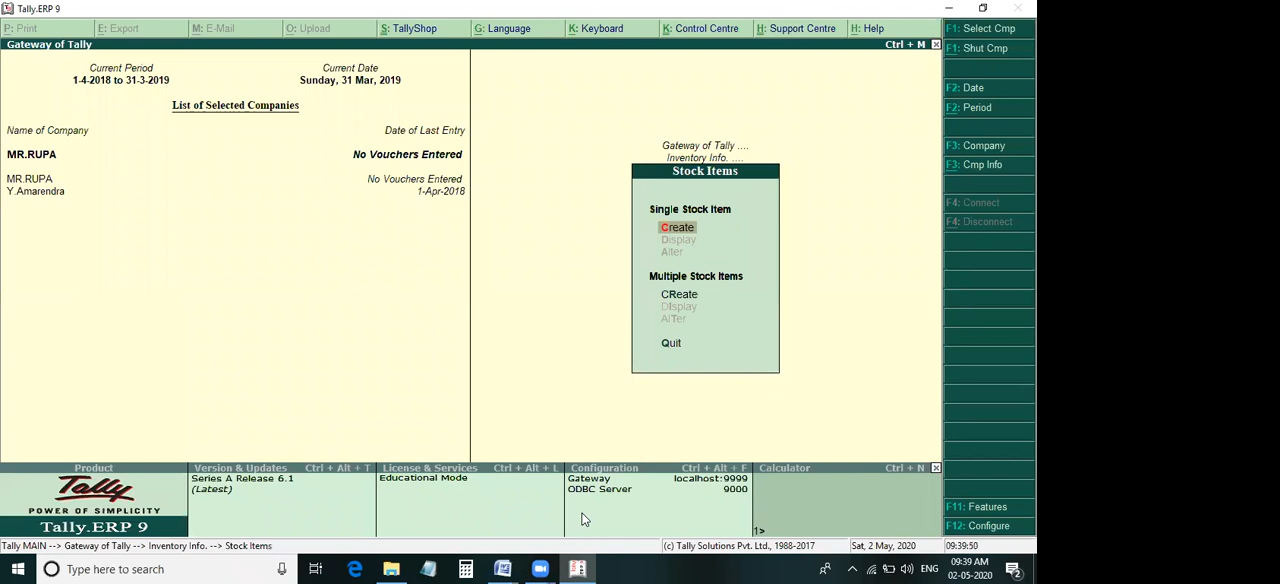 Tally.ERP 9
P: Print
E: Export
M: E-Mail
O: Upload
S: TallyShop
G: Language
K: Keyboard
K: Control Centre
H: Support Centre
H: Help
F1: Select Cmp
Gateway of Tally
Ctrl + M
F1: Shut Cmp
Current Period
1-4-2018 to 31-3-2019
Current Date
Sunday, 31 Mar, 2019
List of Selected Companies
Name of Company
Date of Last Entry
MR.RUPA
No Vouchers Entered
MR.RUPA
No Vouchers Entered
Y.Amarendra
1-Apr-2018
Gateway of Tally ....
Inventory Info. ....
Stock Items
Single Stock Item
Create
Display
Alter
Multiple Stock Items
CReate
DIsplay
AlTer
Quit
F2: Date
F2: Period
F3: Company
F3: Cmp Info
F4: Connect
F4: Disconnect
F11: Features
F12: Configure
Product
Tally
POWER OF SIMPLICITY
Tally.ERP 9
Version & Updates
Ctrl + Alt + T
Series A Release 6.1
(Latest)
License & Services
Ctrl + Alt + L
Educational Mode
Configuration
Ctrl + Alt + F
Gateway
localhost:9999
ODBC Server
9000
Calculator
Ctrl + N
1>
Tally MAIN --> Gateway of Tally --> Inventory Info. --> Stock Items
(c) Tally Solutions Pvt. Ltd., 1988-2017
Sat, 2 May, 2020
09:39:50
Type here to search
ENG
09:39 AM
02-05-2020
2